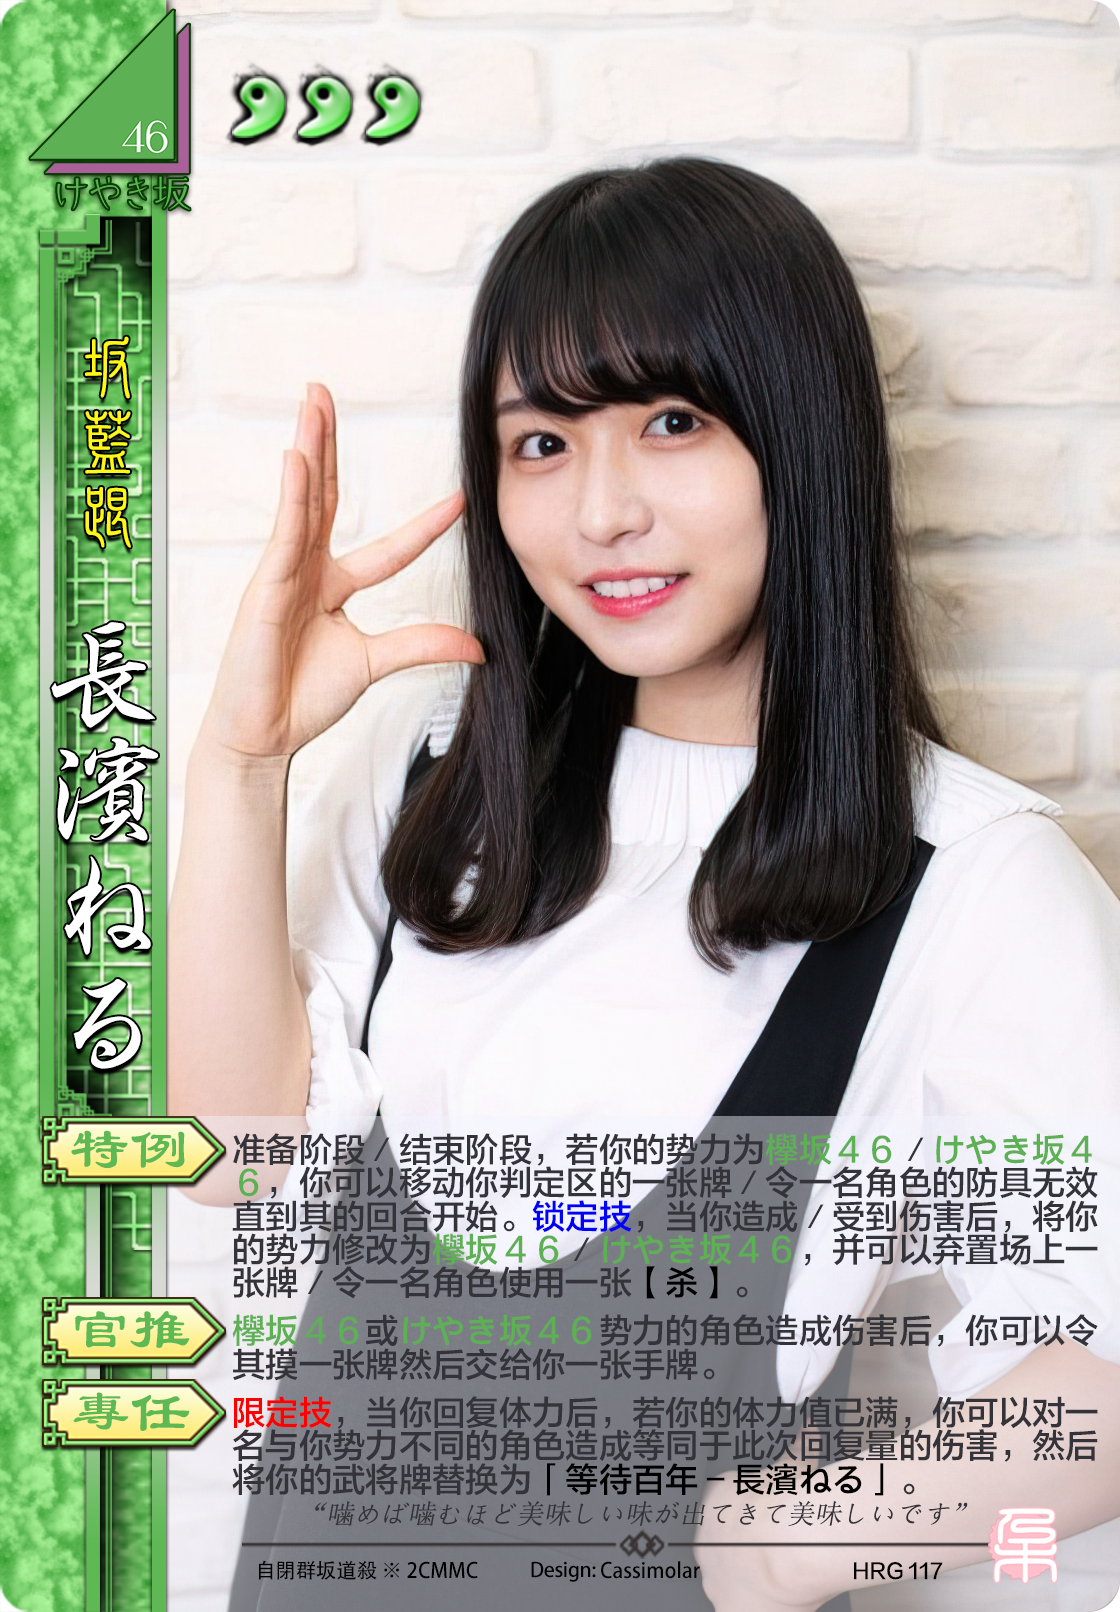 46
けやき坂
坂藍跟
長濱ねる
特例
准备阶段／结束阶段，若你的势力为欅坂４６／けやき坂４
６，你可以移动你判定区的一张牌／令一名角色的防具无效
直到其的回合开始。锁定技，当你造成／受到伤害后，将你
的势力修改为欅坂４６／けやき坂４６，并可以弃置场上一
张牌／令一名角色使用一张【杀】。
官推
欅坂４６或けやき坂４６势力的角色造成伤害后，你可以令
其摸一张牌然后交给你一张手牌。
專任
限定技，当你回复体力后，若你的体力值已满，你可以对一
名与你势力不同的角色造成等同于此次回复量的伤害，然后
将你的武将牌替换为「等待百年－長濱ねる」。
“噛めば噛むほど美味しい味が出てきて美味しいです”
自閉群坂道殺 ※ 2CMMC Design: Cassimolar HRG 117